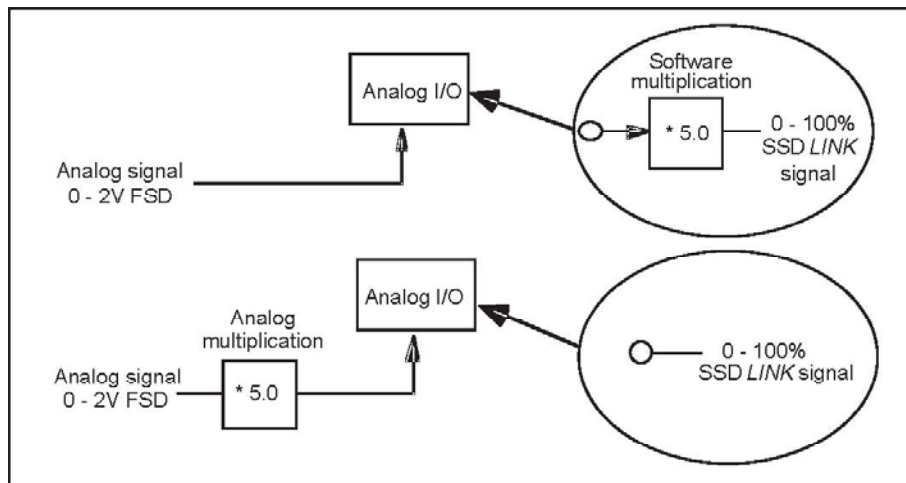 Analog I/O
Software
multiplication
* 5.0
0 - 100%
SSD LINK
signal
Analog signal
0 - 2V FSD
Analog I/O
Analog
multiplication
Analog signal
0 - 2V FSD
* 5.0
0 - 100%
SSD LINK signal